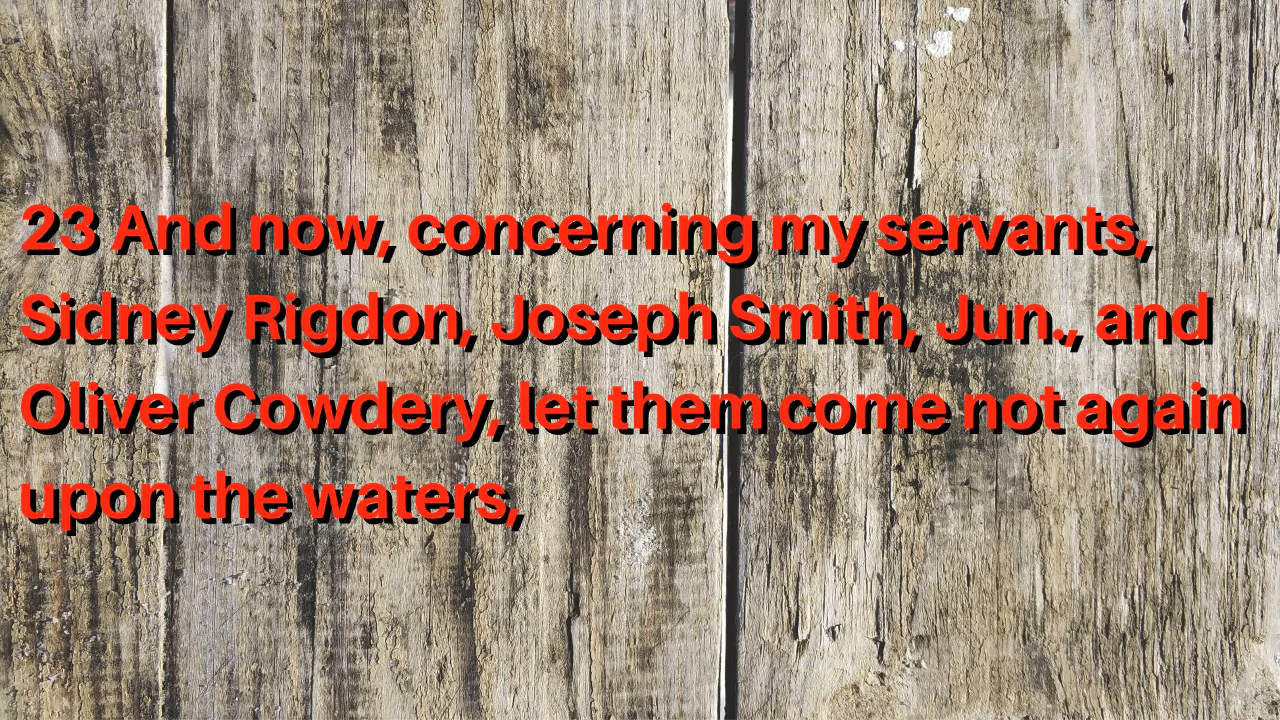 23 And now, concerning my servants,
Sidney Rigdon, Joseph Smith, Jun., and
Oliver Cowdery, let them come not again
upon the waters,